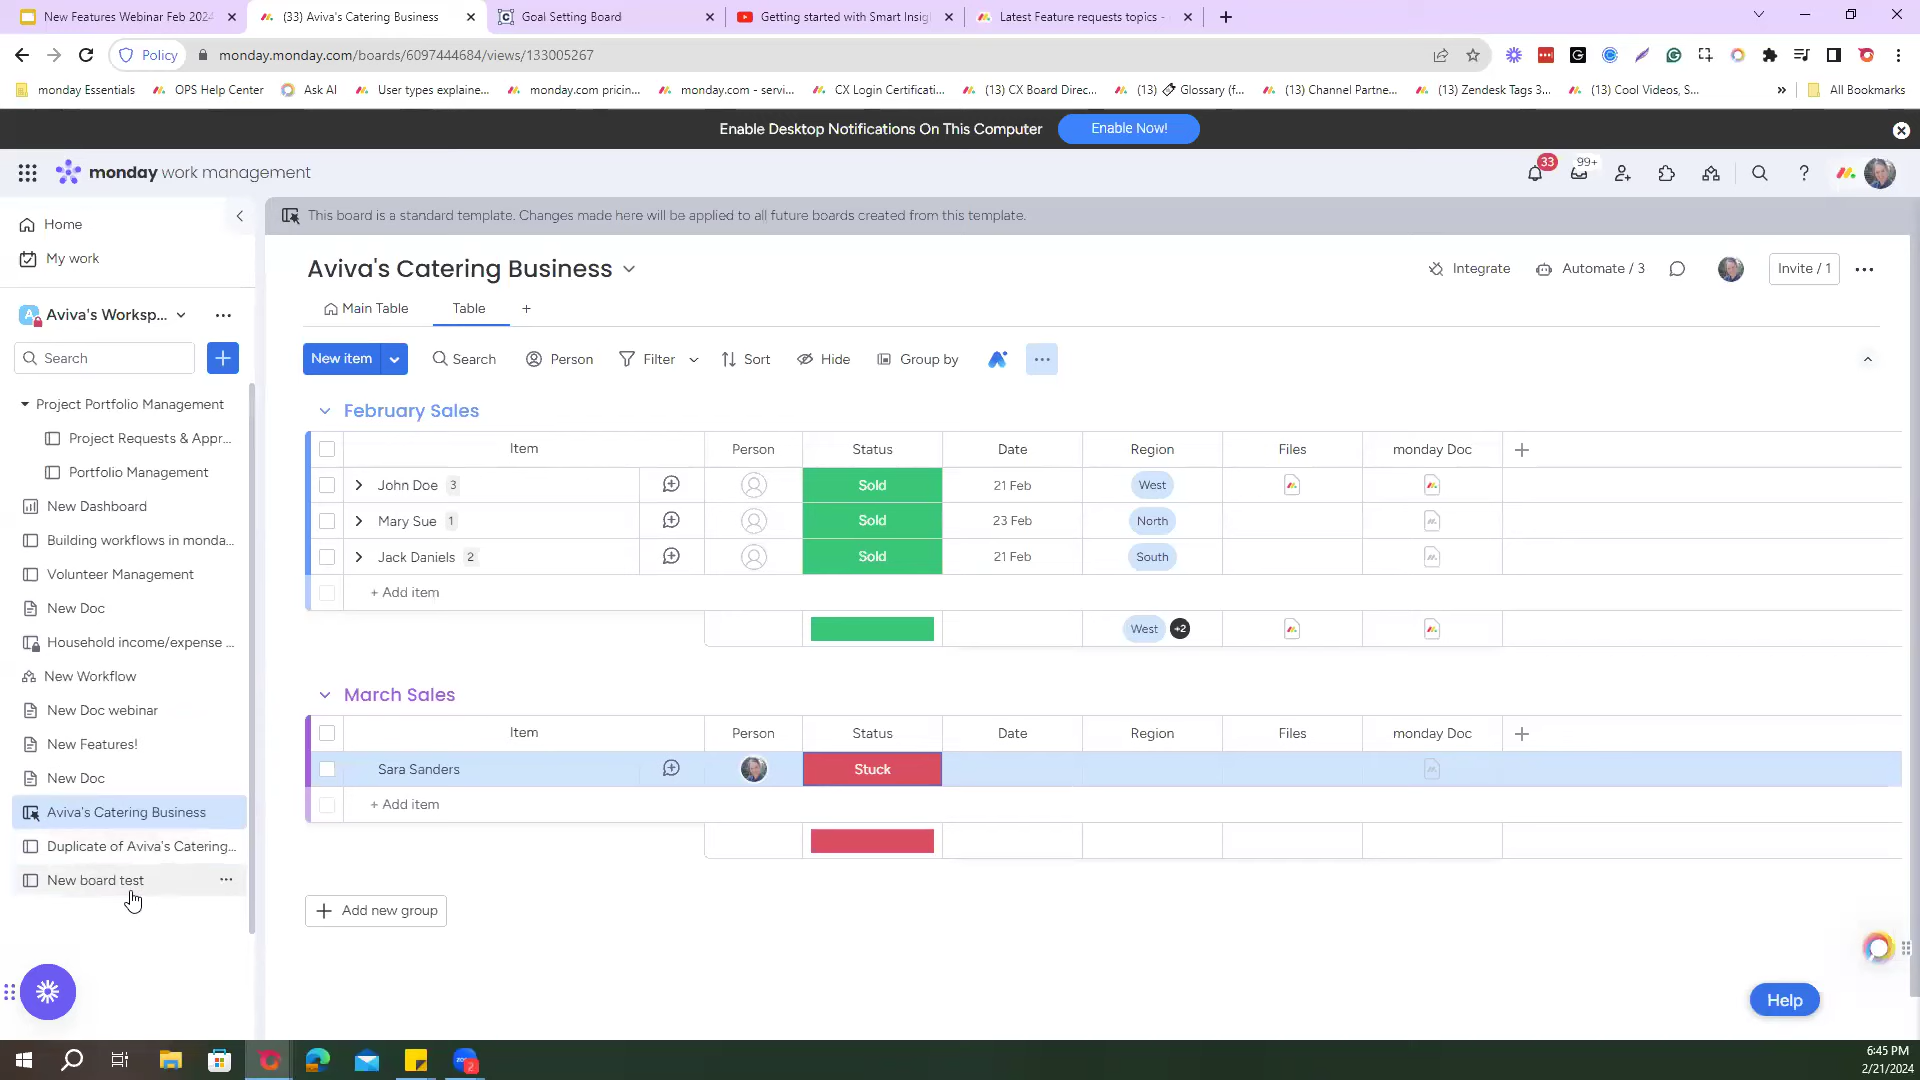 New Features Webinar Feb 2024
(33) Aviva's Catering Business
Goal Setting Board
Getting started with Smart Insig
Latest Feature requests topics -
Policy
monday.monday.com/boards/6097444684/views/133005267
monday Essentials
OPS Help Center
Ask AI
User types explaine...
monday.com pricin...
monday.com - servi...
CX Login Certificati...
(13) CX Board Direc...
(13) Glossary (f...
(13) Channel Partne...
(13) Zendesk Tags 3...
(13) Cool Videos, S...
» All Bookmarks
Enable Desktop Notifications On This Computer Enable Now!
monday work management
33
99+
Home
My work
This board is a standard template. Changes made here will be applied to all future boards created from this template.
Aviva's Catering Business
Integrate
Automate / 3
Invite / 1
Main Table
Table
+
A Aviva's Worksp...
Search
New item
Search
Person
Filter
Sort
Hide
Group by
Project Portfolio Management
Project Requests & Appr...
Portfolio Management
New Dashboard
Building workflows in monda...
Volunteer Management
New Doc
Household income/expense ...
New Workflow
New Doc webinar
New Features!
New Doc
Aviva's Catering Business
Duplicate of Aviva's Catering...
New board test
February Sales
Item Person Status Date Region Files monday Doc +
John Doe 3 Sold 21 Feb West
Mary Sue 1 Sold 23 Feb North
Jack Daniels 2 Sold 21 Feb South
+ Add item
West +2
March Sales
Item Person Status Date Region Files monday Doc +
Sara Sanders Stuck
+ Add item
+ Add new group
Help
zoom
2
6:45 PM
2/21/2024